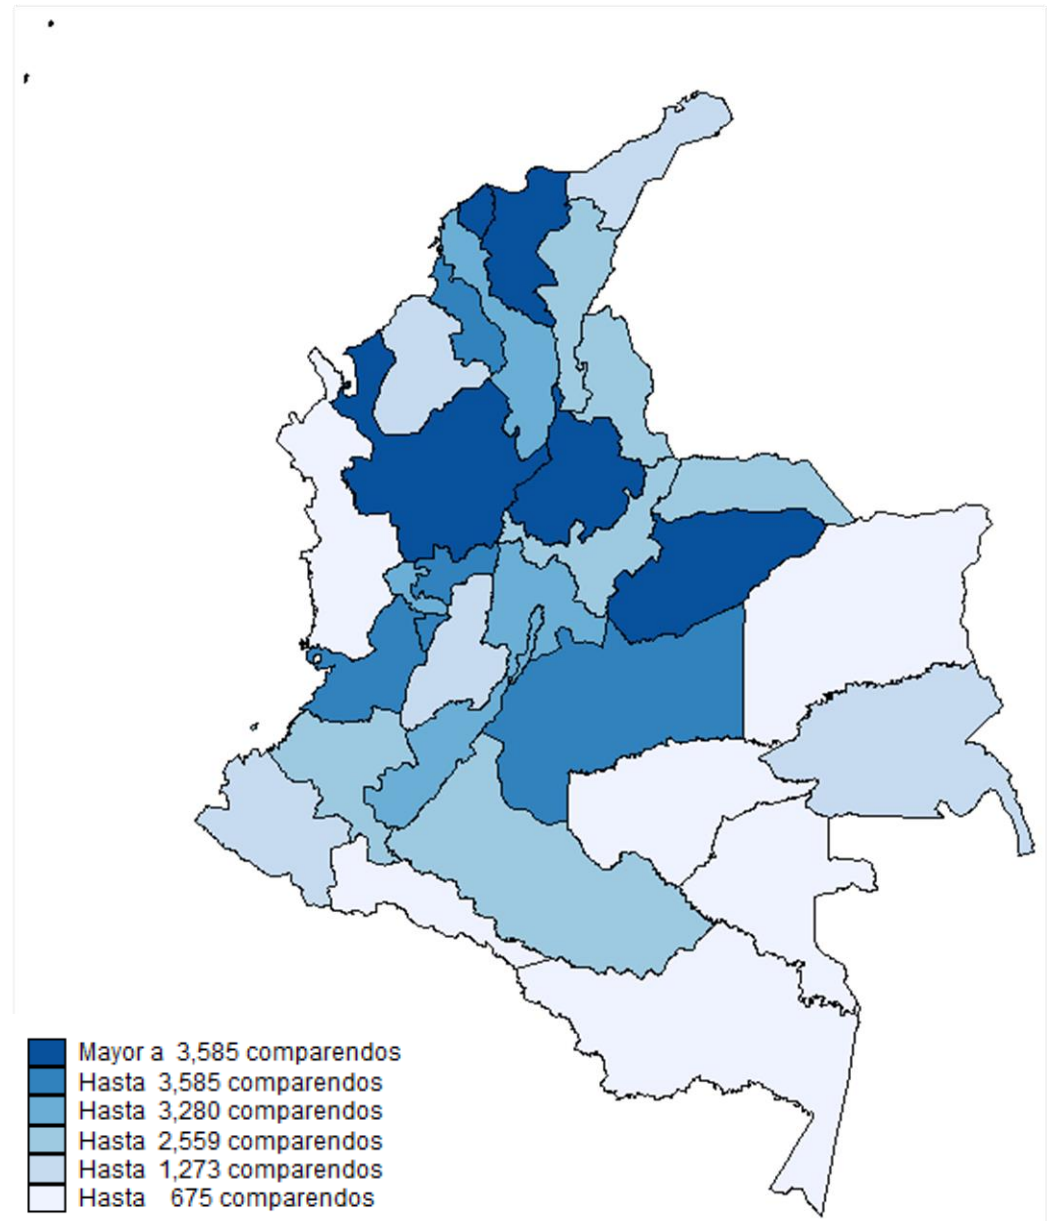 Mayor a 3,585 comparendos
Hasta 3,585 comparendos
Hasta 3,280 comparendos
Hasta 2,559 comparendos
Hasta 1,273 comparendos
Hasta 675 comparendos